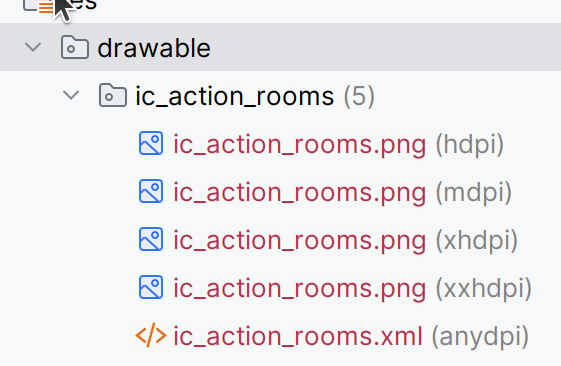 drawable
ic_action_rooms (5)
ic_action_rooms.png (hdpi)
ic_action_rooms.png (mdpi)
ic_action_rooms.png (xhdpi)
ic_action_rooms.png (xxhdpi)
ic_action_rooms.xml (anydpi)